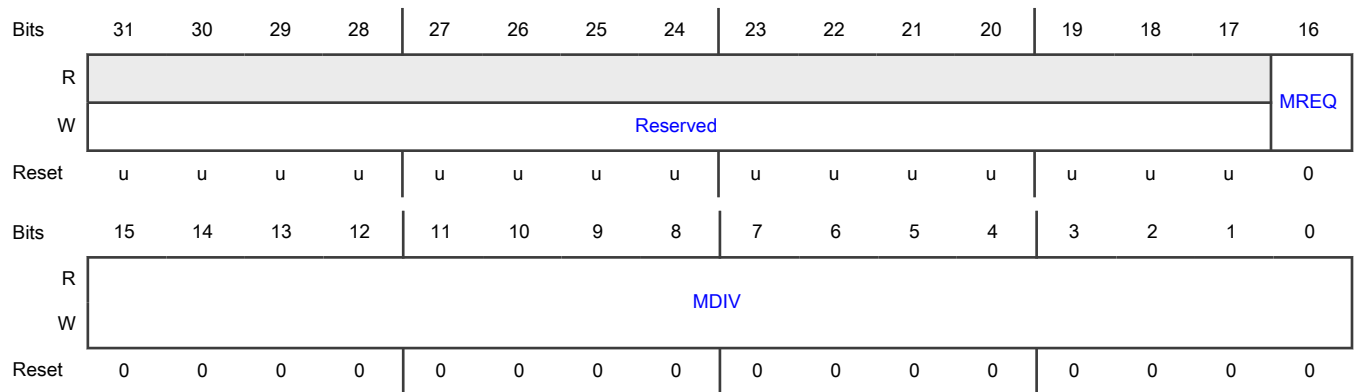 Bits 31 30 29 28 27 26 25 24 23 22 21 20 19 18 17 16
R
MREQ
W Reserved
Reset u u u u u u u u u u u u u u u 0
Bits 15 14 13 12 11 10 9 8 7 6 5 4 3 2 1 0
R
MDIV
W
Reset 0 0 0 0 0 0 0 0 0 0 0 0 0 0 0 0